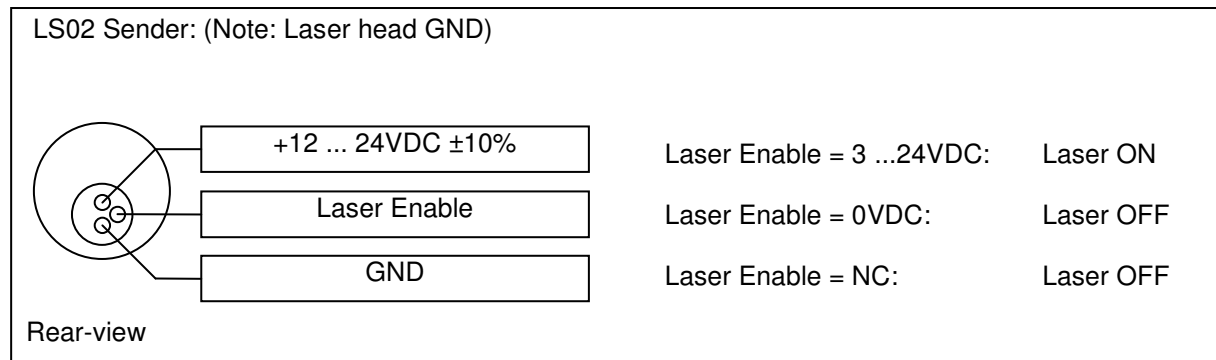 LS02 Sender: (Note: Laser head GND)
+12 ... 24VDC ±10%
Laser Enable = 3 ...24VDC: Laser ON
Laser Enable
Laser Enable = 0VDC: Laser OFF
GND
Laser Enable = NC: Laser OFF
Rear-view